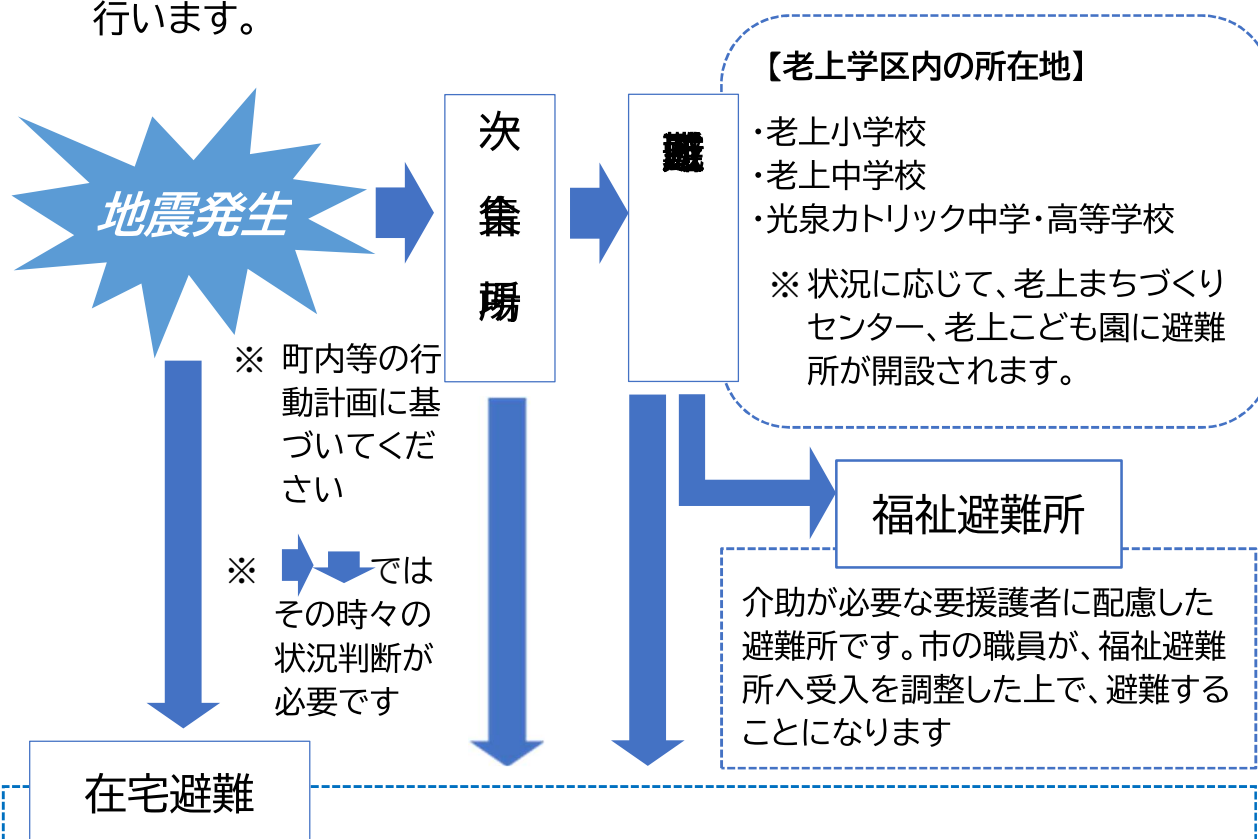 行います。
【老上学区内の所在地】
・老上小学校
・老上中学校
・光泉カトリック中学・高等学校
※ 状況に応じて、老上まちづくり
センター、老上こども園に避難
所が開設されます。
地震発生
次
※ 町内等の行
動計画に基
づいてくださ
さい
※ では
その時々の
状況判断が
必要です
福祉避難所
介助が必要な要援護者に配慮した
避難所です。市の職員が、福祉避難
所へ受入を調整した上で、避難する
ことになります
在宅避難